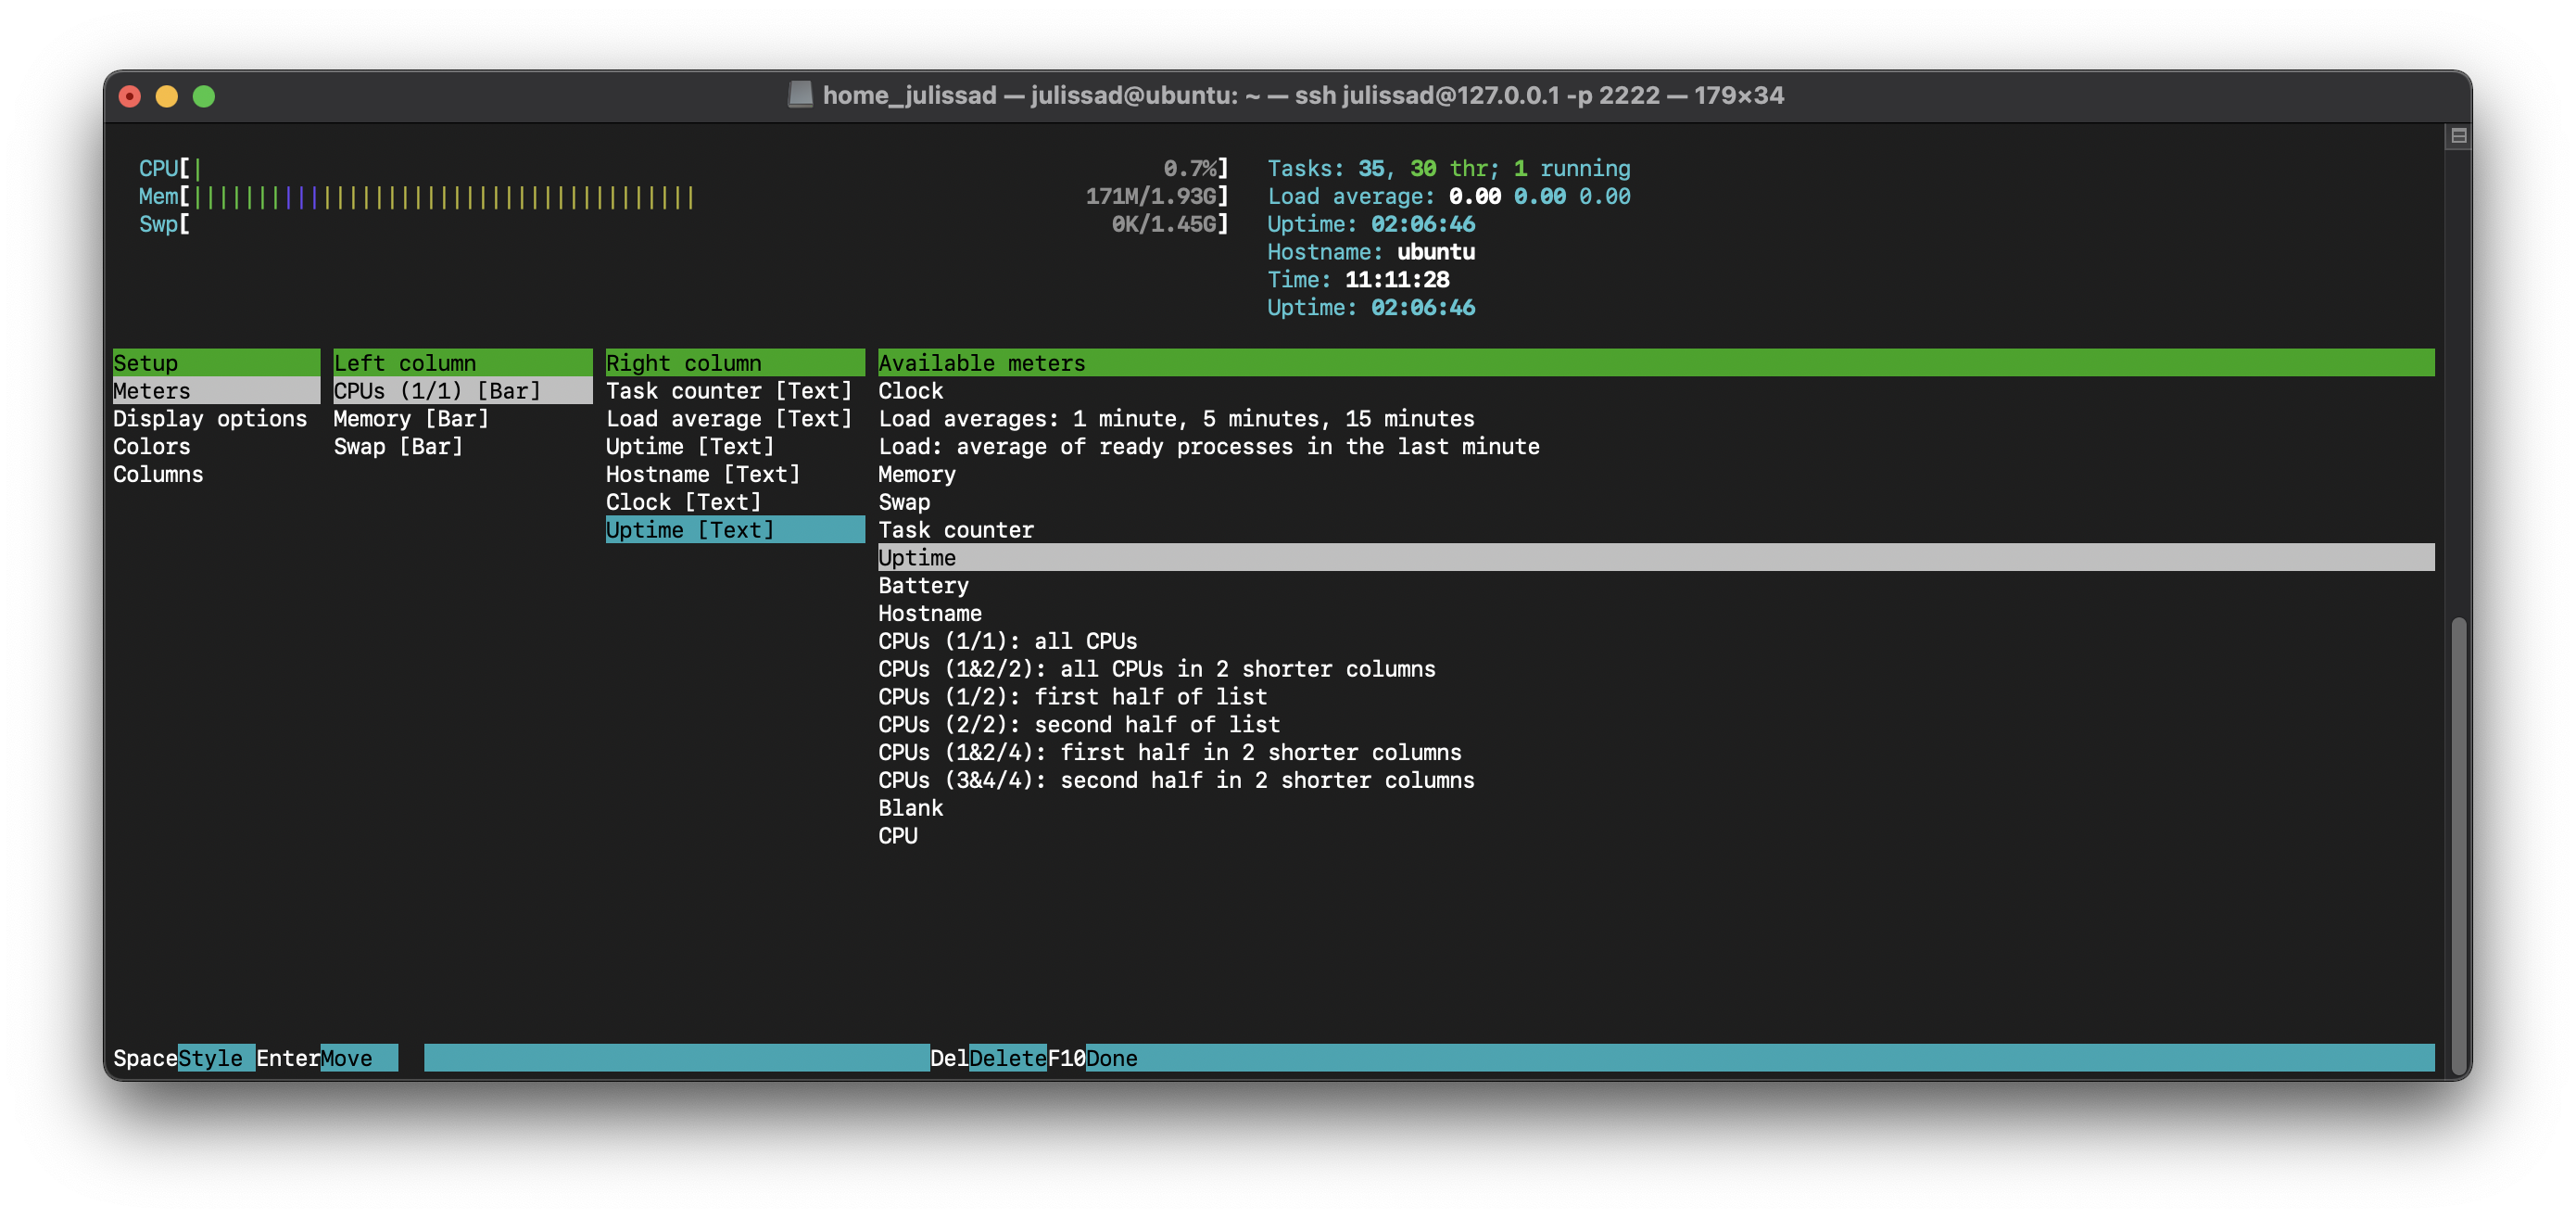 home_julissad — julissad@ubuntu: ~ — ssh julissad@127.0.0.1 -p 2222 — 179×34
CPU[| 0.7%]
Mem[||||||||||||||||||||||||||||||||||||||| 171M/1.93G]
Swp[ 0K/1.45G]
Tasks: 35, 30 thr; 1 running
Load average: 0.00 0.00 0.00
Uptime: 02:06:46
Hostname: ubuntu
Time: 11:11:28
Uptime: 02:06:46
Setup
Meters
Display options
Colors
Columns
Left column
CPUs (1/1) [Bar]
Memory [Bar]
Swap [Bar]
Right column
Task counter [Text]
Load average [Text]
Uptime [Text]
Hostname [Text]
Clock [Text]
Uptime [Text]
Available meters
Clock
Load averages: 1 minute, 5 minutes, 15 minutes
Load: average of ready processes in the last minute
Memory
Swap
Task counter
Uptime
Battery
Hostname
CPUs (1/1): all CPUs
CPUs (1&2/2): all CPUs in 2 shorter columns
CPUs (1/2): first half of list
CPUs (2/2): second half of list
CPUs (1&2/4): first half in 2 shorter columns
CPUs (3&4/4): second half in 2 shorter columns
Blank
CPU
SpaceStyle EnterMove DelDeleteF10Done